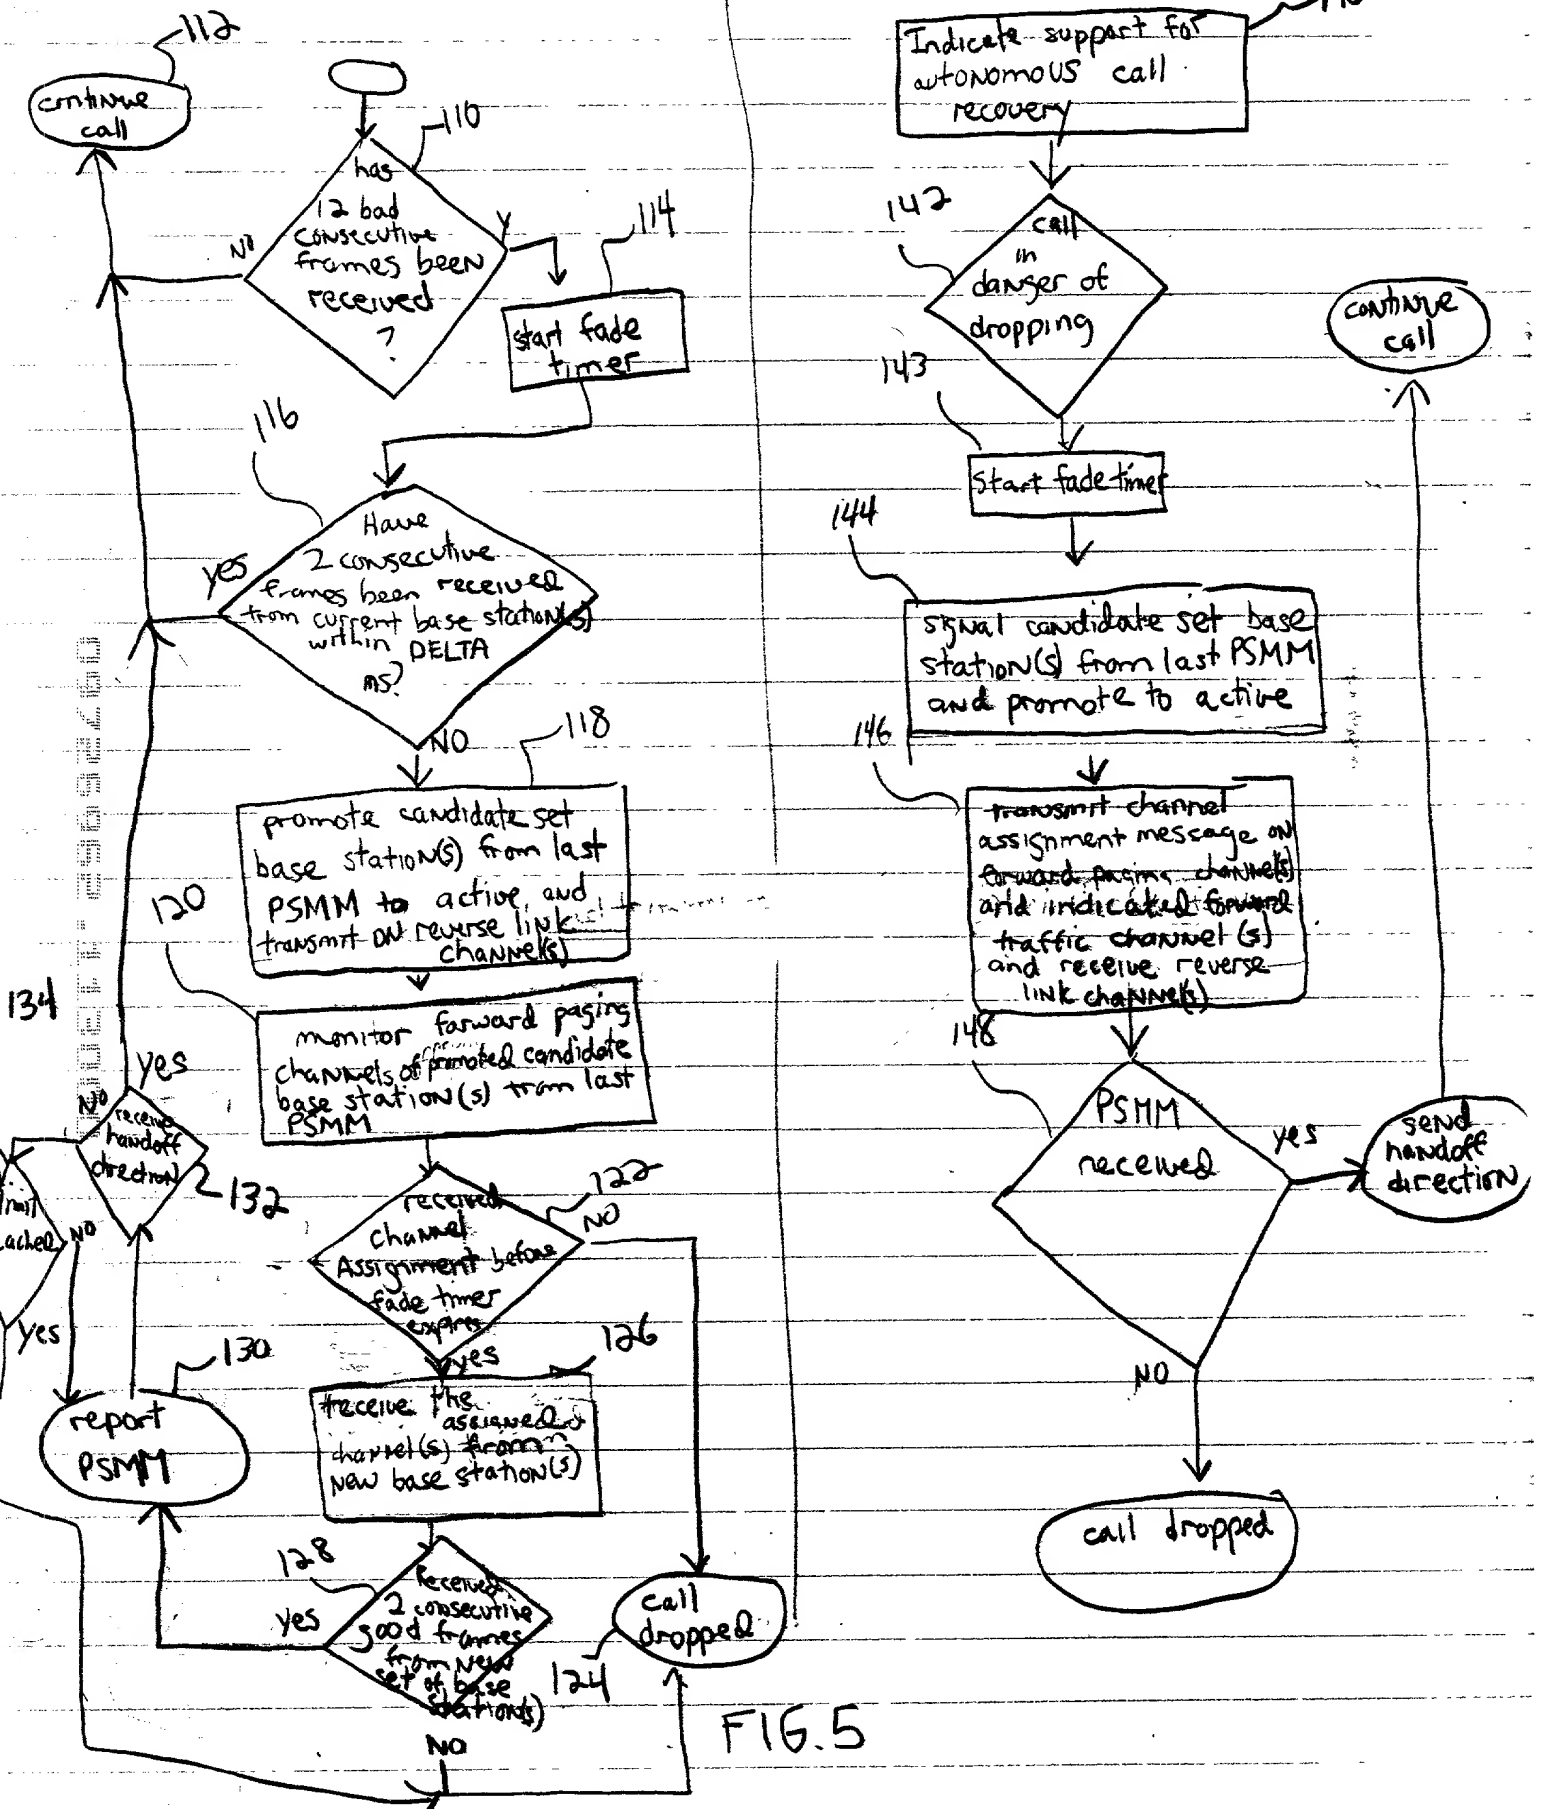 112
continue
call
110
has
12 bad
consecutive
frames been
received
?
NO
Y
114
start fade
timer
116
Have
2 consecutive
frames been received
from current base station(s)
within DELTA
ms?
yes
NO
118
promote candidate set
base station(s) from last
PSMM to active, and
transmit on reverse link
channel(s)
120
monitor forward paging
channels of promoted candidate
base station(s) from last
PSMM
134
yes
NO
receive
handoff
direction
132
NO
yes
122
received
channel
Assignment before
fade timer
expires
NO
yes
126
receive the
assigned
channel(s) from
new base station(s)
130
report
PSMM
128
Received
2 consecutive
good frames
from new
set of base
station(s)
yes
NO
call
dropped
124
Indicate support for
autonomous call
recovery
142
call
in
danger of
dropping
143
Start fade timer
144
signal candidate set base
station(s) from last PSMM
and promote to active
146
transmit channel
assignment message on
forward paging channel(s)
and indicated forward
traffic channel(s)
and receive reverse
link channel(s)
148
PSMM
received
yes
NO
send
handoff
direction
continue
call
call dropped
FIG. 5